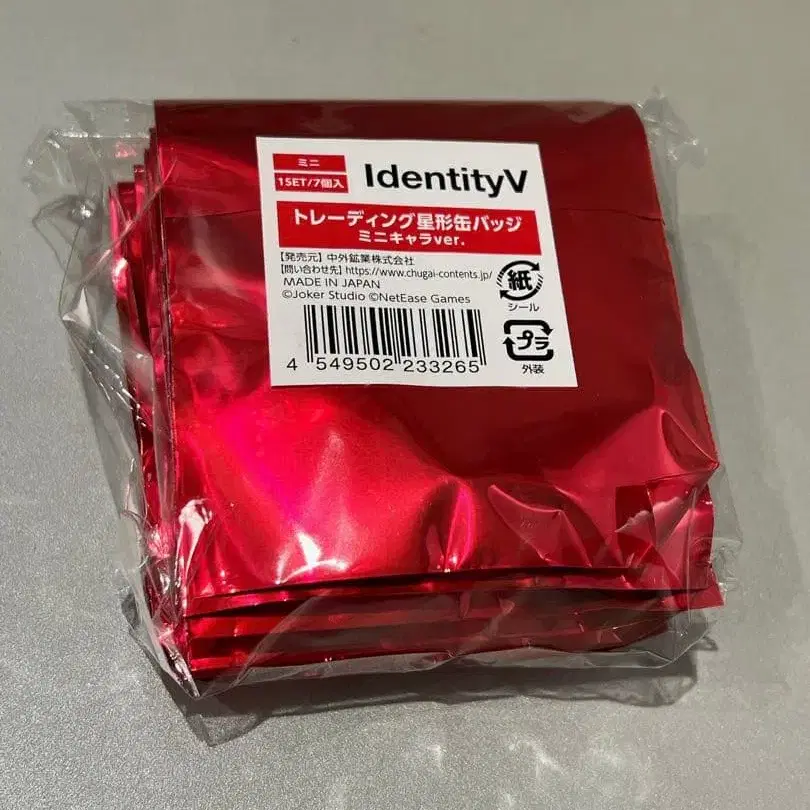 ミニ
1SET/7個入
IdentityV
トレーディング星形缶バッジ
ミニキャラver.
【発売元】中外鉱業株式会社
【問い合わせ先】https://www.chugai-contents.jp/
MADE IN JAPAN
©Joker Studio ©NetEase Games
紙
シール
プラ
外装
4 549502 233265